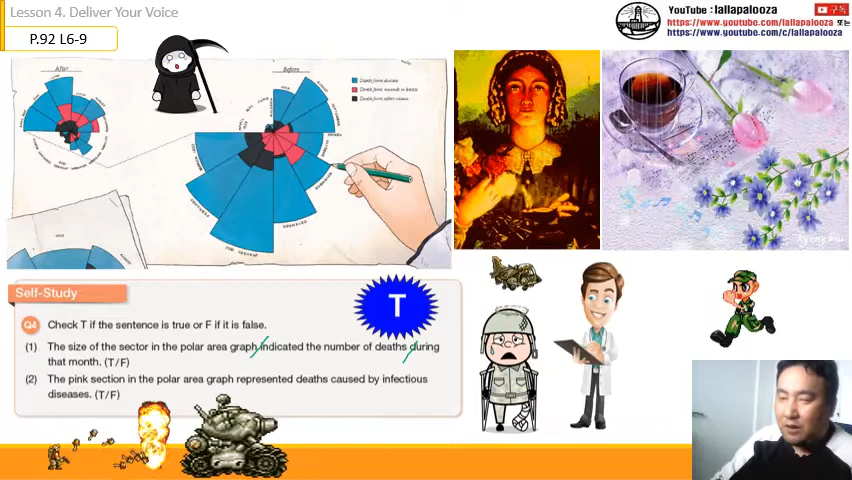 Lesson 4. Deliver Your Voice
P.92 L6-9
YouTube : lallapalooza
구독
https://www.youtube.com/lallapalooza 또는
https://www.youtube.com/c/lallapalooza
After
Before
Death from disease
Death from wounds in battle
Death from other causes
Self-Study
T
Q4 Check T if the sentence is true or F if it is false.
(1) The size of the sector in the polar area graph indicated the number of deaths during
that month. (T/F)
(2) The pink section in the polar area graph represented deaths caused by infectious
diseases. (T/F)